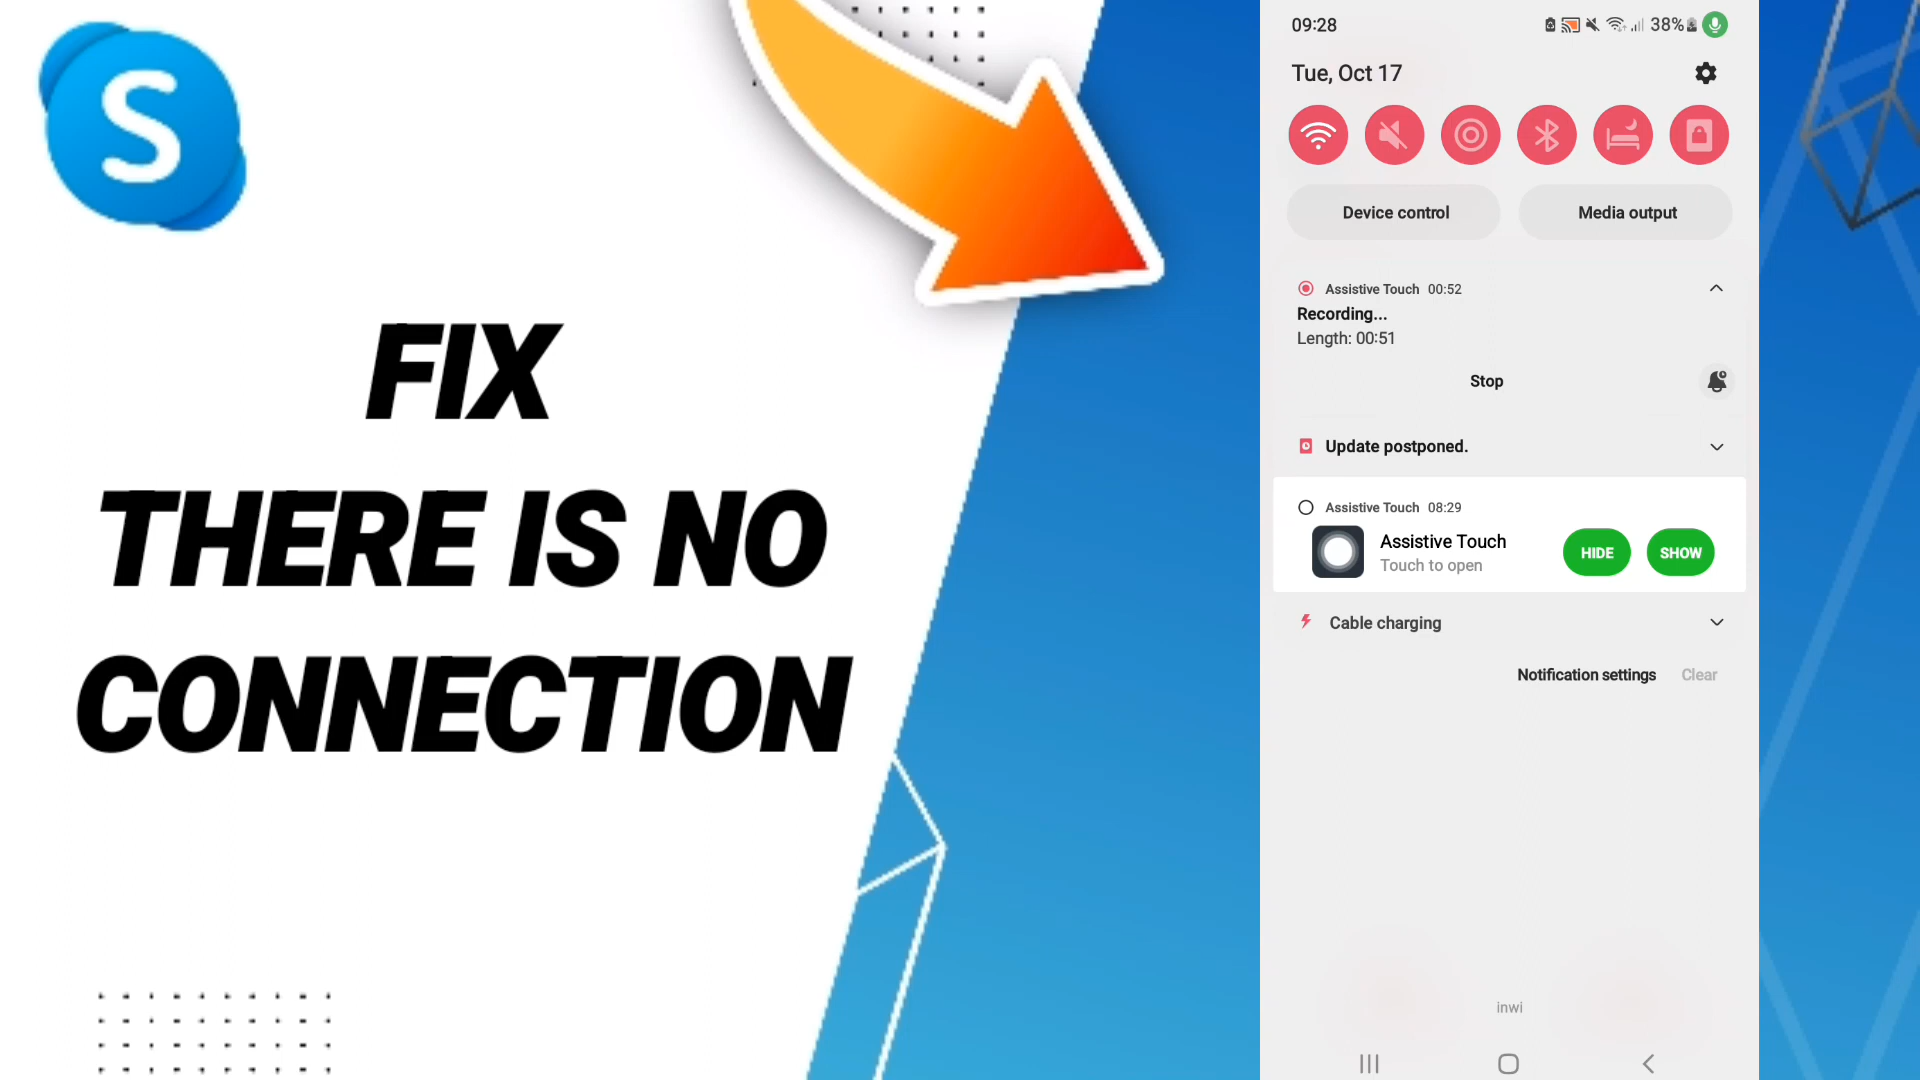 S
FIX
THERE IS NO
CONNECTION
09:28
38%
Tue, Oct 17
Device control
Media output
Assistive Touch 00:52
Recording...
Length: 00:51
Stop
Update postponed.
Assistive Touch 08:29
Assistive Touch
Touch to open
HIDE
SHOW
Cable charging
Notification settings
Clear
inwi